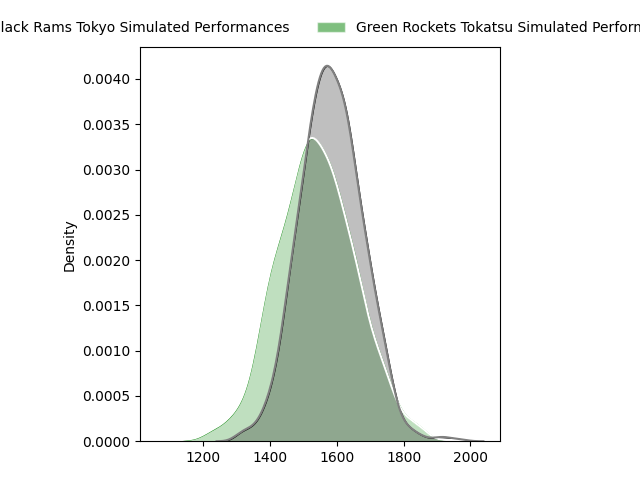 lack Rams Tokyo Simulated Performances
Green Rockets Tokatsu Simulated Perforn
Density
0.0040
0.0035
0.0030
0.0025
0.0020
0.0015
0.0010
0.0005
0.0000
1200 1400 1600 1800 2000